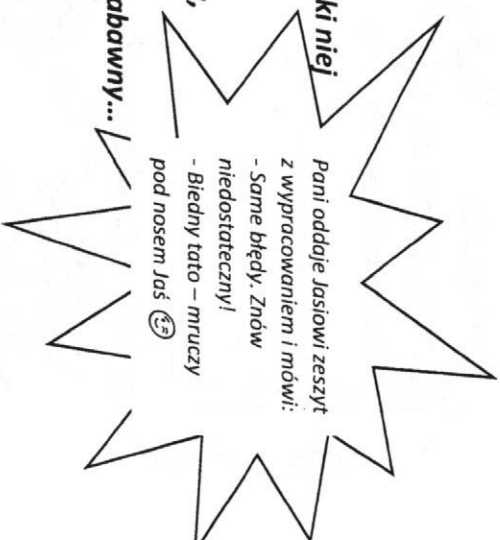 ki niej
abawny...
Pani oddaje Jasiowi zeszyt
z wypracowaniem i mówi:
- Same błędy. Znów
niedostateczny!
- Biedny tato – mruczy
pod nosem Jaś